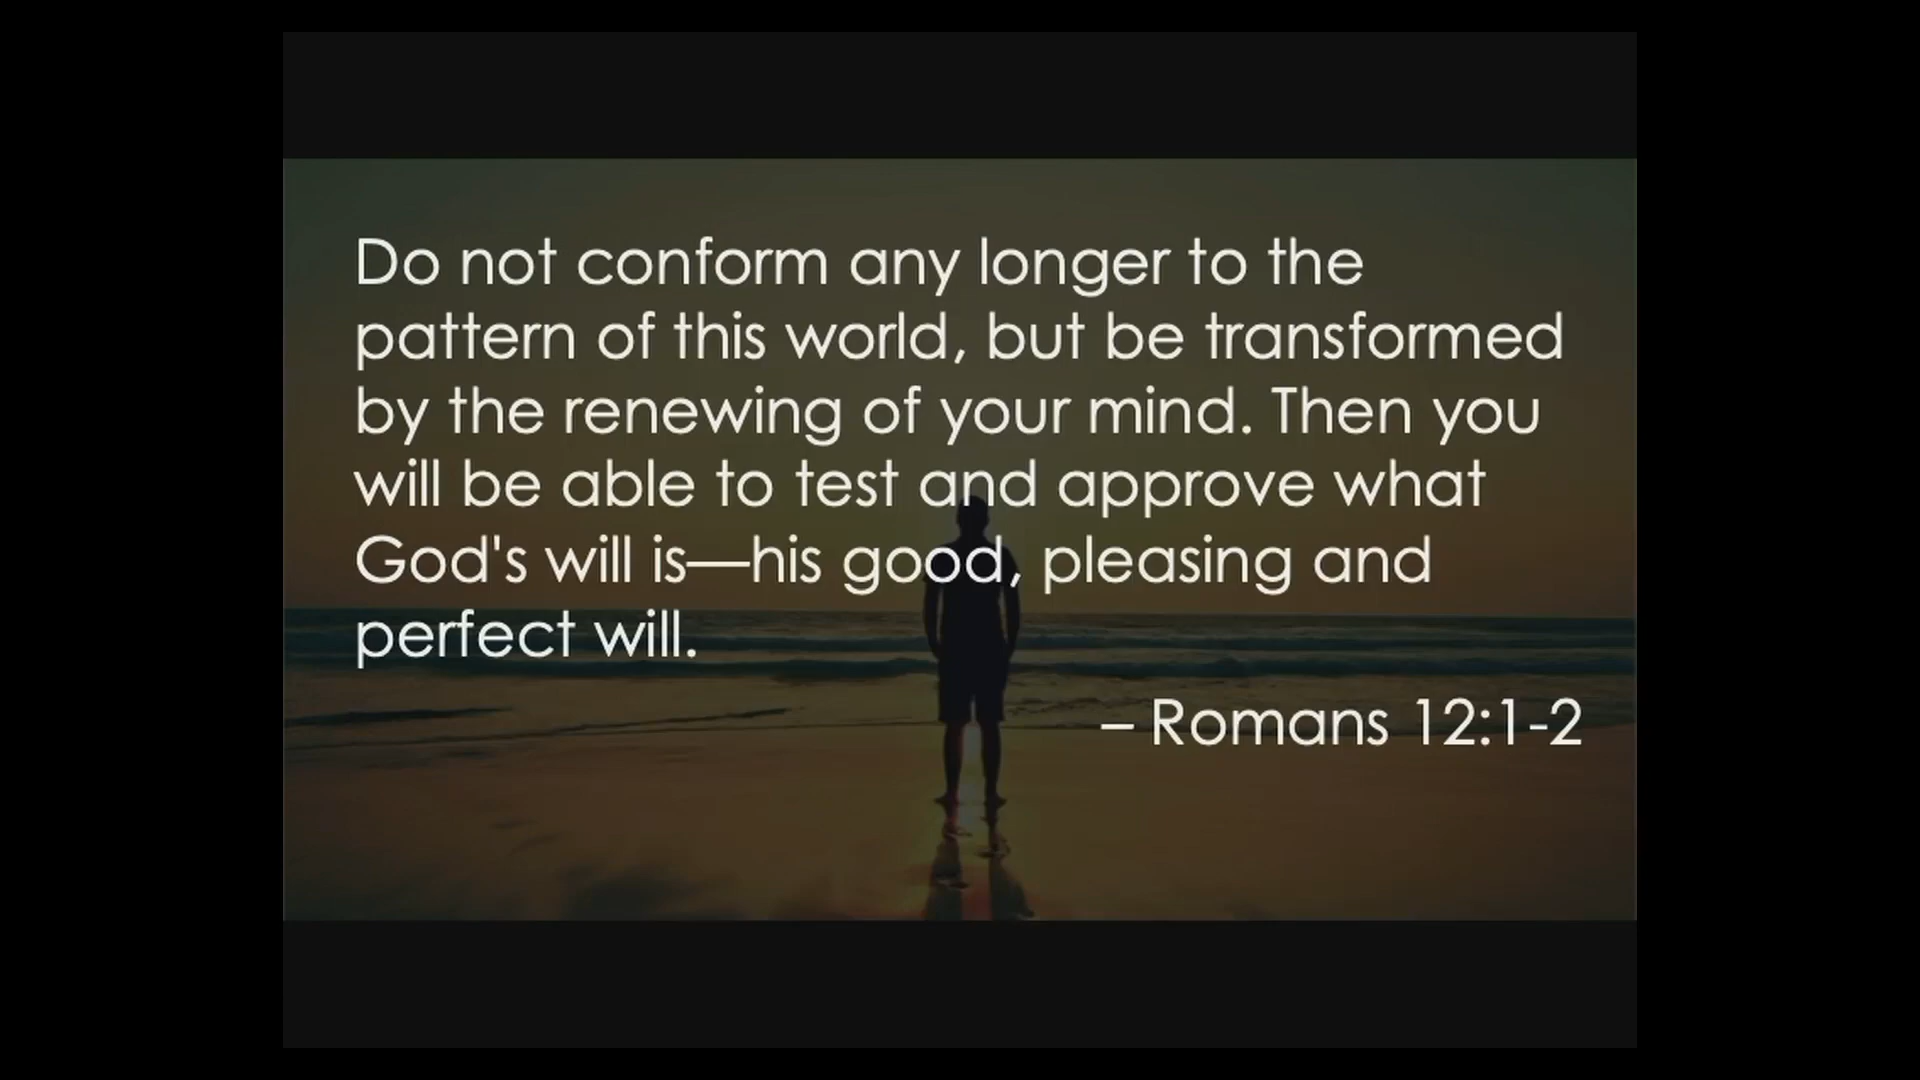 Do not conform any longer to the
pattern of this world, but be transformed
by the renewing of your mind. Then you
will be able to test and approve what
God's will is—his good, pleasing and
perfect will.
– Romans 12:1-2